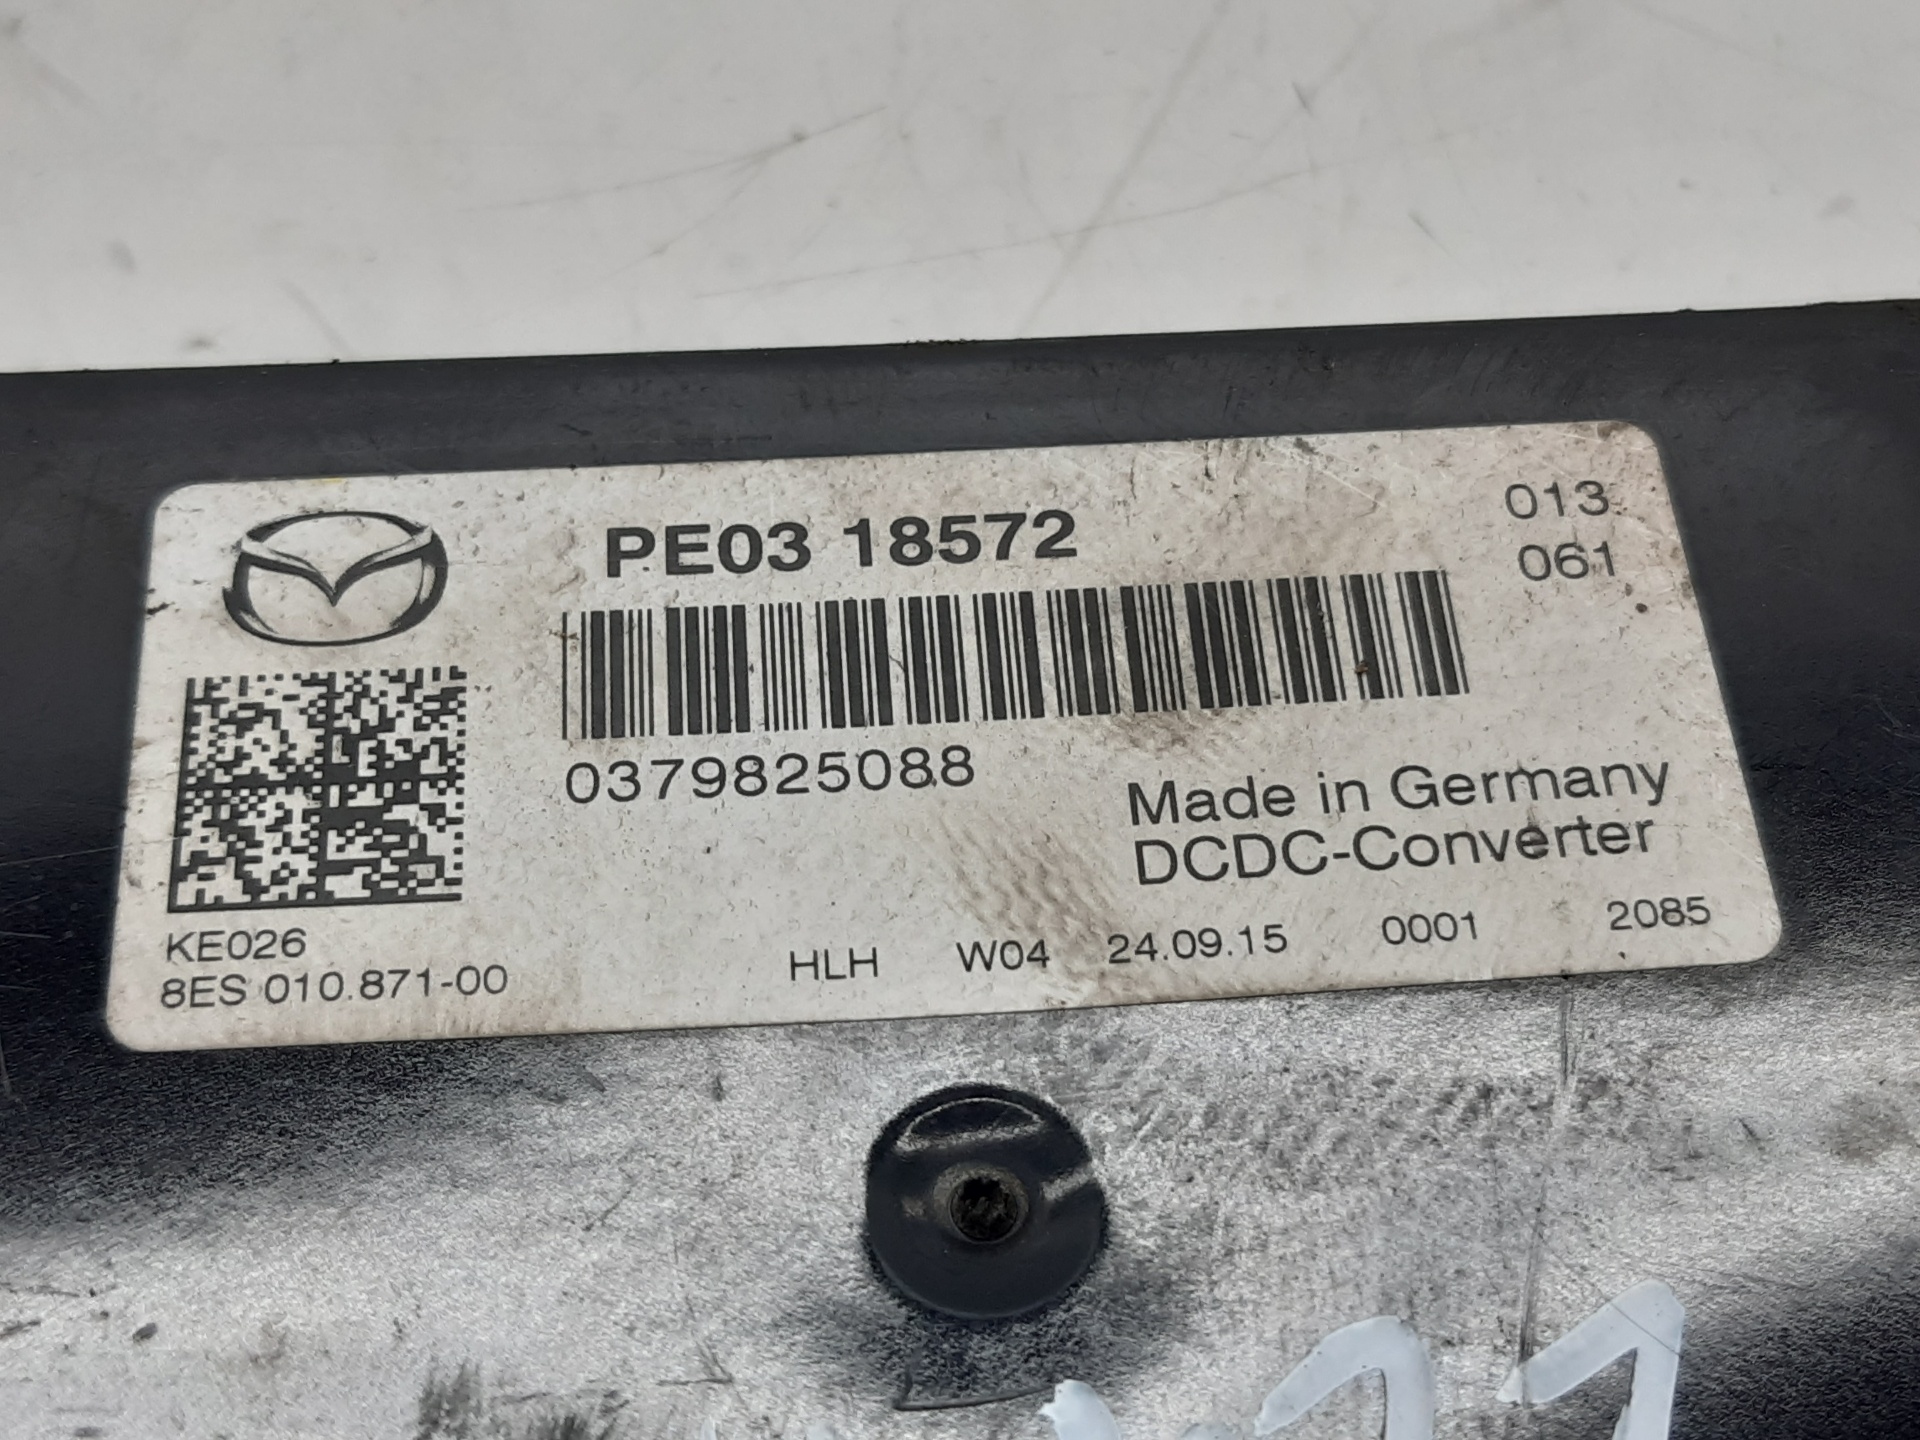 PE03 18572
013
061
0379825088
Made in Germany
DCDC-Converter
KE026
8ES 010.871-00
HLH W04 24.09.15 0001 2085